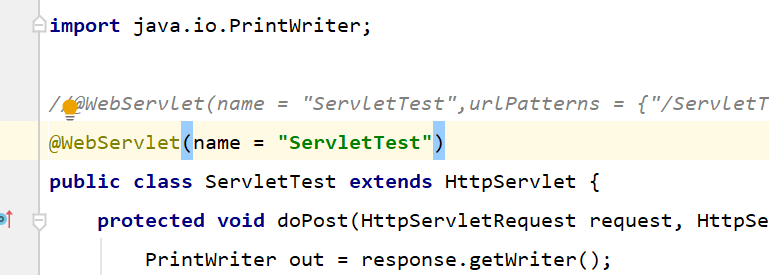 import java.io.PrintWriter;
//@WebServlet(name = "ServletTest",urlPatterns = {"/ServletT
@WebServlet(name = "ServletTest")
public class ServletTest extends HttpServlet {
protected void doPost(HttpServletRequest request, HttpSe
PrintWriter out = response.getWriter();